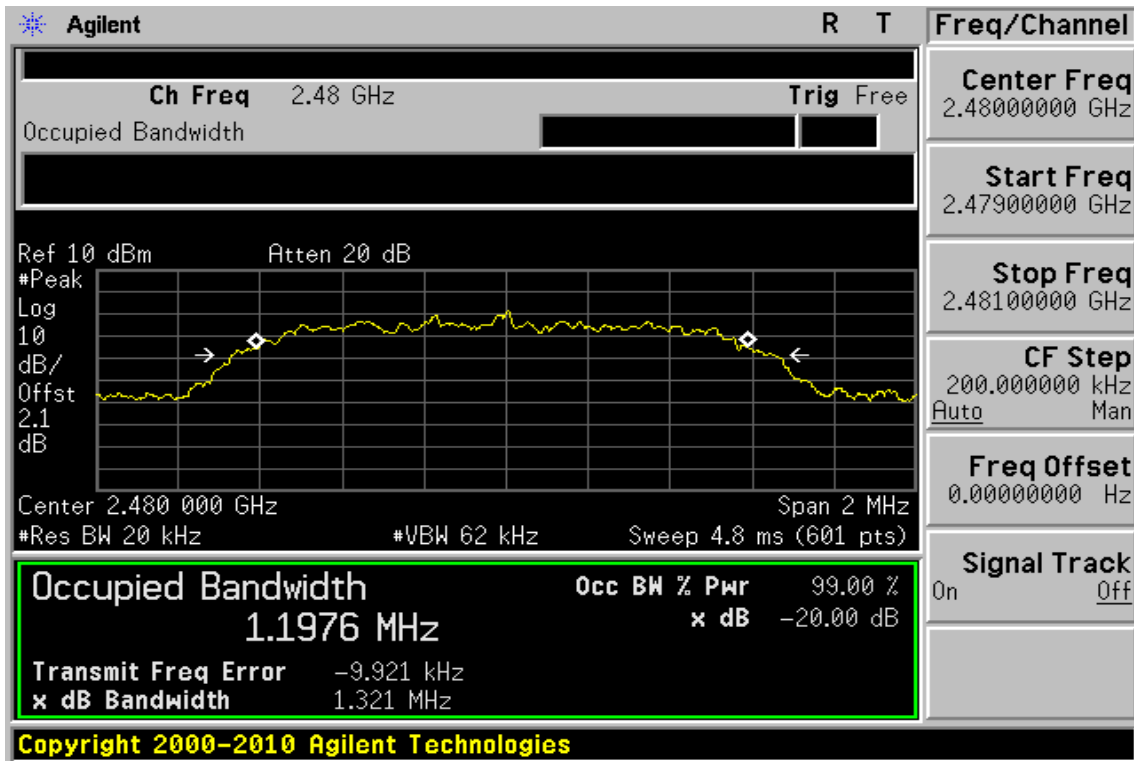 Agilent R T
Ch Freq 2.48 GHz Trig Free
Occupied Bandwidth
Ref 10 dBm Atten 20 dB
#Peak
Log
10
dB/
Offst
2.1
dB
Center 2.480 000 GHz Span 2 MHz
#Res BW 20 kHz #VBW 62 kHz Sweep 4.8 ms (601 pts)
Occupied Bandwidth
1.1976 MHz
Occ BW % Pwr 99.00 %
x dB -20.00 dB
Transmit Freq Error -9.921 kHz
x dB Bandwidth 1.321 MHz
Copyright 2000-2010 Agilent Technologies
Freq/Channel
Center Freq
2.48000000 GHz
Start Freq
2.47900000 GHz
Stop Freq
2.48100000 GHz
CF Step
200.000000 kHz
Auto Man
Freq Offset
0.00000000 Hz
Signal Track
On Off